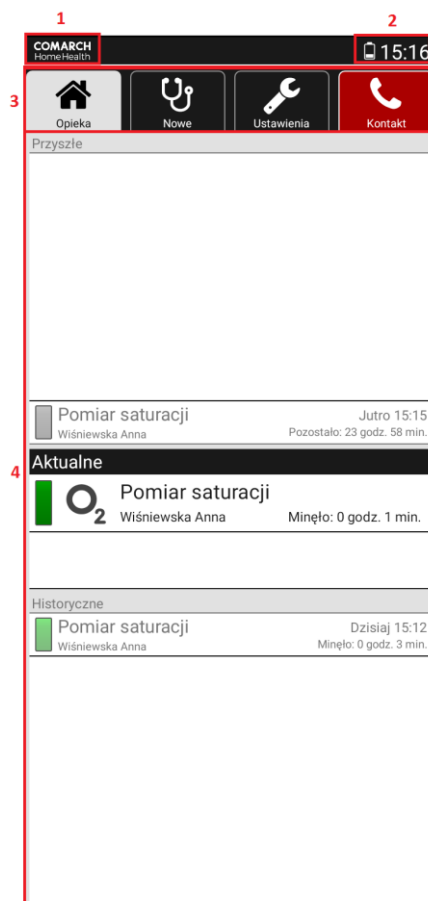 1
2
COMARCH
HomeHealth
15:16
3
Opieka
Nowe
Ustawienia
Kontakt
Przyszłe
Pomiar saturacji
Jutro 15:15
Wiśniewska Anna
Pozostało: 23 godz. 58 min.
4
Aktualne
O2
Pomiar saturacji
Wiśniewska Anna
Minęło: 0 godz. 1 min.
Historyczne
Pomiar saturacji
Dzisiaj 15:12
Wiśniewska Anna
Minęło: 0 godz. 3 min.